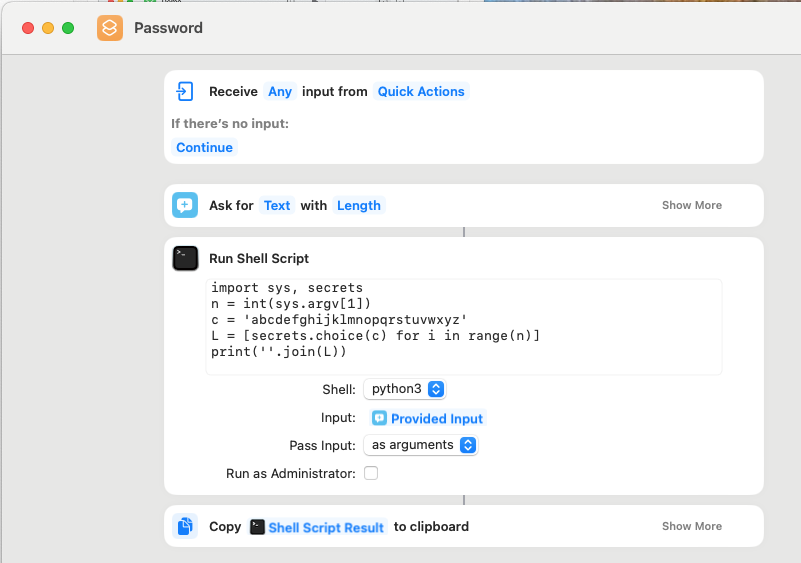 Password
Receive Any input from Quick Actions
If there's no input:
Continue
Ask for Text with Length
Show More
Run Shell Script
import sys, secrets
n = int(sys.argv[1])
c = 'abcdefghijklmnopqrstuvwxyz'
L = [secrets.choice(c) for i in range(n)]
print(''.join(L))
Shell: python3
Input: Provided Input
Pass Input: as arguments
Run as Administrator:
Copy Shell Script Result to clipboard
Show More